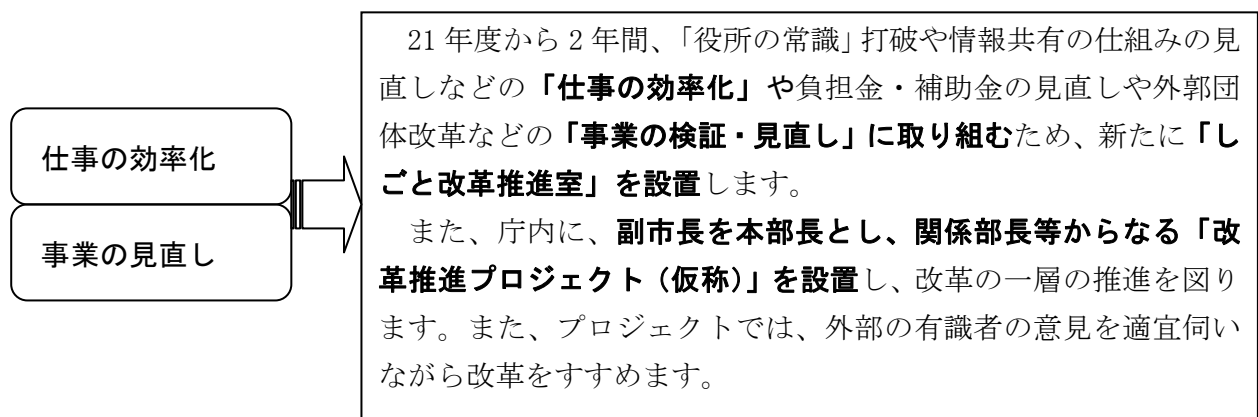 仕事の効率化
事業の見直し
21 年度から 2 年間、「役所の常識」打破や情報共有の仕組みの見
直しなどの「仕事の効率化」や負担金・補助金の見直しや外郭団
体改革などの「事業の検証・見直し」に取り組むため、新たに「し
ごと改革推進室」を設置します。
また、庁内に、副市長を本部長とし、関係部長等からなる「改
革推進プロジェクト（仮称）」を設置し、改革の一層の推進を図り
ます。また、プロジェクトでは、外部の有識者の意見を適宜伺い
ながら改革をすすめます。